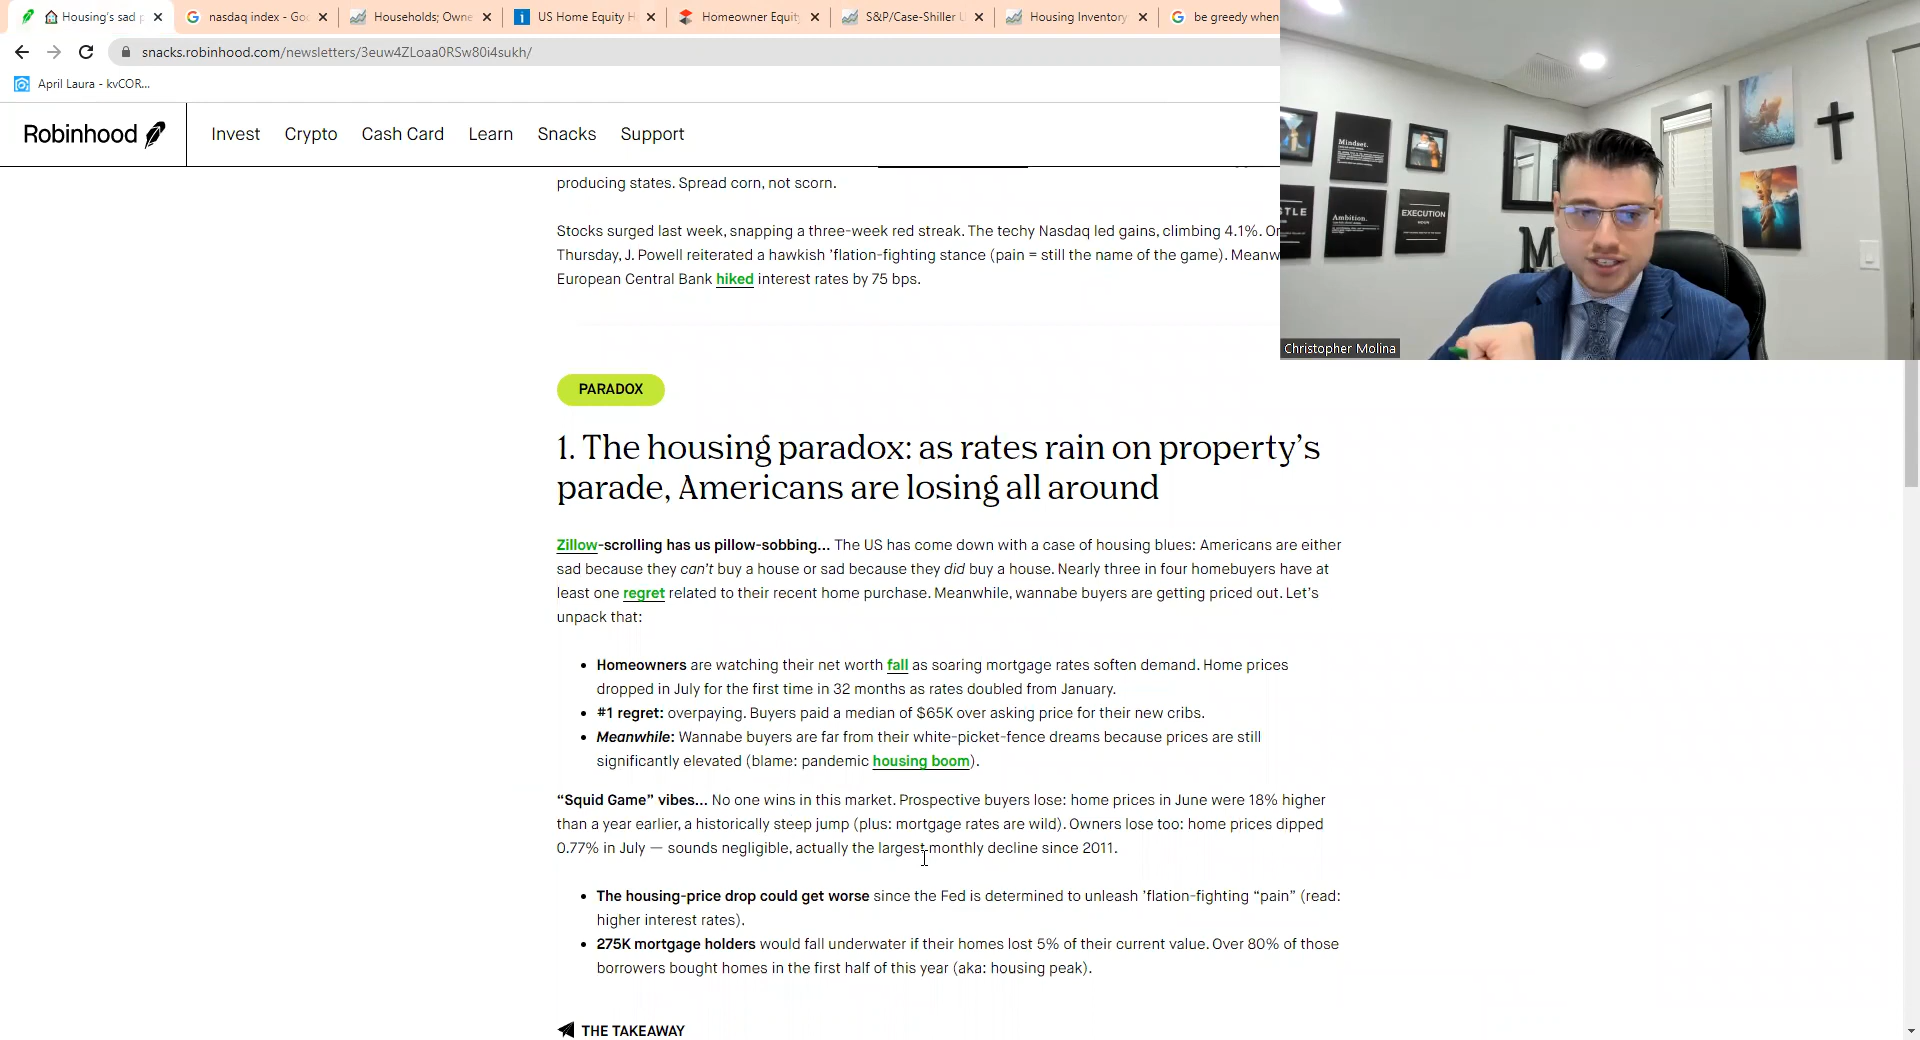 Housing's sad p
nasdaq index - Goo
Households; Owne
US Home Equity H
Homeowner Equit
S&P/Case-Shiller U
Housing Inventory
be greedy when
snacks.robinhood.com/newsletters/3euw4ZLoaa0RSw80i4sukh/
April Laura - kvCOR...
Robinhood
Invest
Crypto
Cash Card
Learn
Snacks
Support
producing states. Spread corn, not scorn.
Stocks surged last week, snapping a three-week red streak. The techy Nasdaq led gains, climbing 4.1%. On
Thursday, J. Powell reiterated a hawkish 'flation-fighting stance (pain = still the name of the game). Meanw
European Central Bank hiked interest rates by 75 bps.
PARADOX
1. The housing paradox: as rates rain on property's
parade, Americans are losing all around
Zillow-scrolling has us pillow-sobbing... The US has come down with a case of housing blues: Americans are either
sad because they can't buy a house or sad because they did buy a house. Nearly three in four homebuyers have at
least one regret related to their recent home purchase. Meanwhile, wannabe buyers are getting priced out. Let's
unpack that:
• Homeowners are watching their net worth fall as soaring mortgage rates soften demand. Home prices
dropped in July for the first time in 32 months as rates doubled from January.
• #1 regret: overpaying. Buyers paid a median of $65K over asking price for their new cribs.
• Meanwhile: Wannabe buyers are far from their white-picket-fence dreams because prices are still
significantly elevated (blame: pandemic housing boom).
“Squid Game” vibes... No one wins in this market. Prospective buyers lose: home prices in June were 18% higher
than a year earlier, a historically steep jump (plus: mortgage rates are wild). Owners lose too: home prices dipped
0.77% in July — sounds negligible, actually the largest monthly decline since 2011.
• The housing-price drop could get worse since the Fed is determined to unleash 'flation-fighting “pain” (read:
higher interest rates).
• 275K mortgage holders would fall underwater if their homes lost 5% of their current value. Over 80% of those
borrowers bought homes in the first half of this year (aka: housing peak).
THE TAKEAWAY
Mindset.
STLE
Ambition.
EXECUTION
M
Christopher Molina